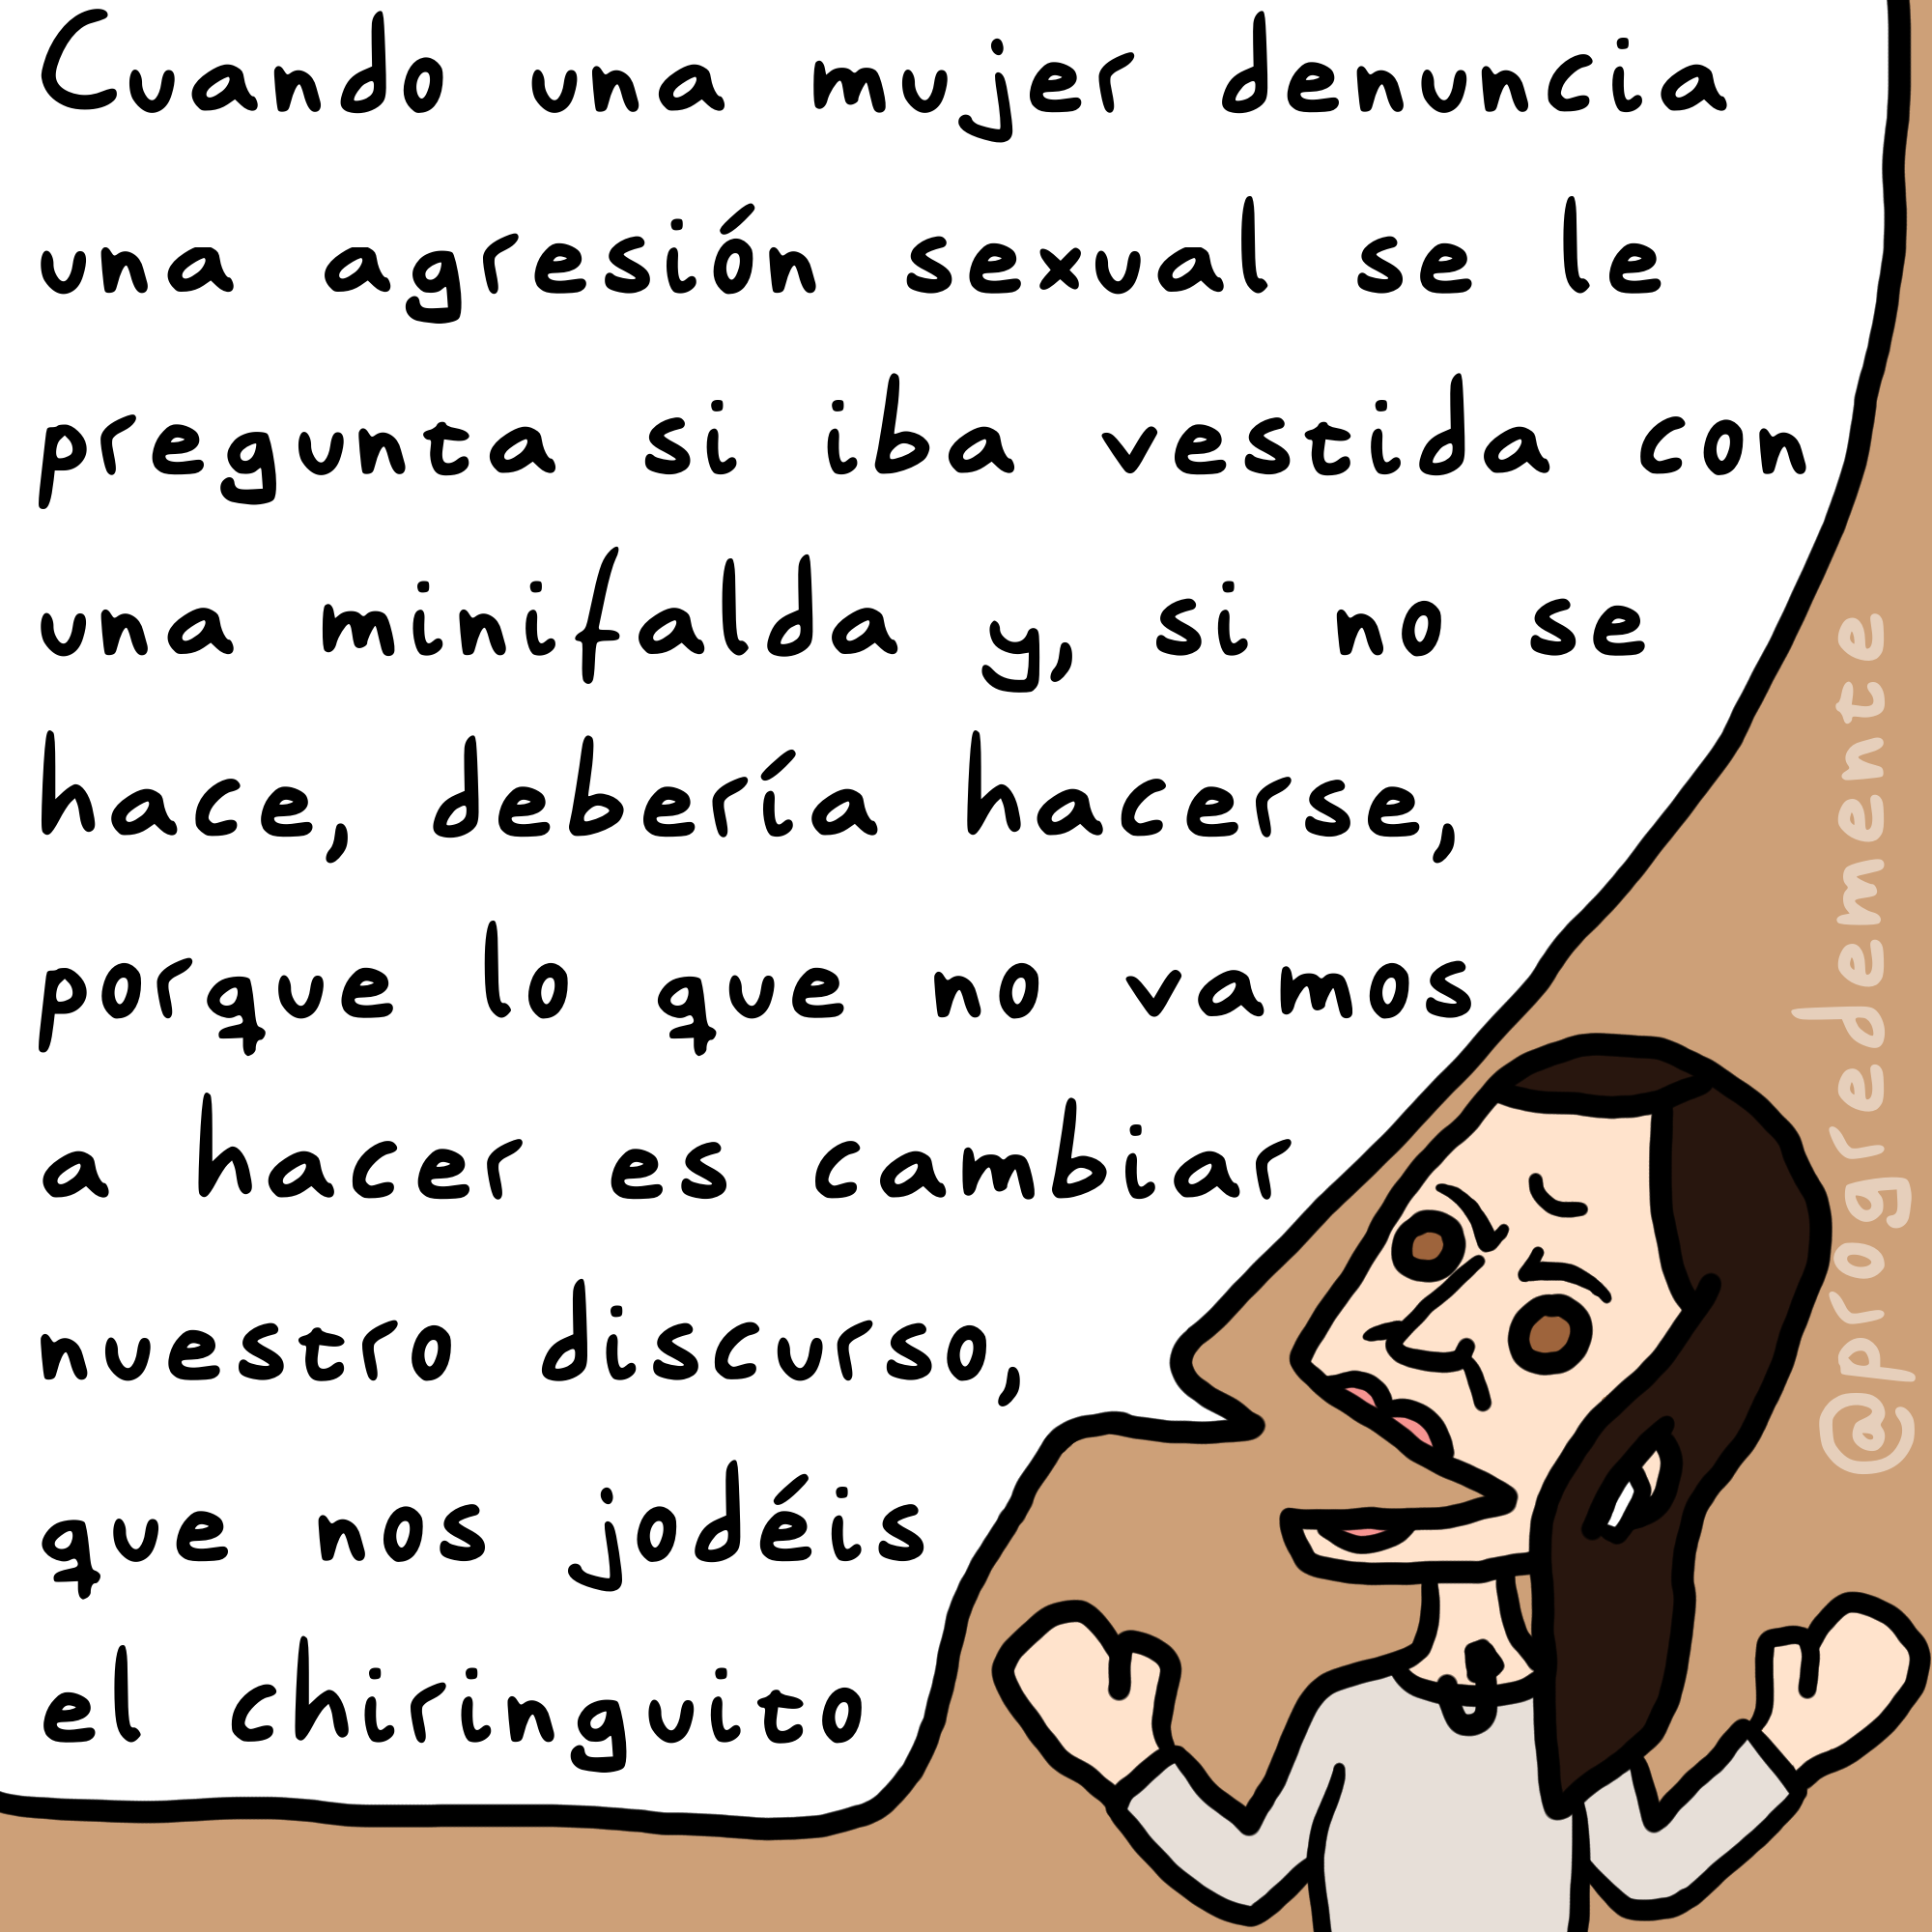 Cuando una mujer denuncia
una agresión sexual se le
pregunta si iba vestida con
una minifalda y, si no se
hace, debería hacerse,
porque lo que no vamos
a hacer es cambiar
nuestro discurso,
que nos jodéis
el chiringuito
@progredemente